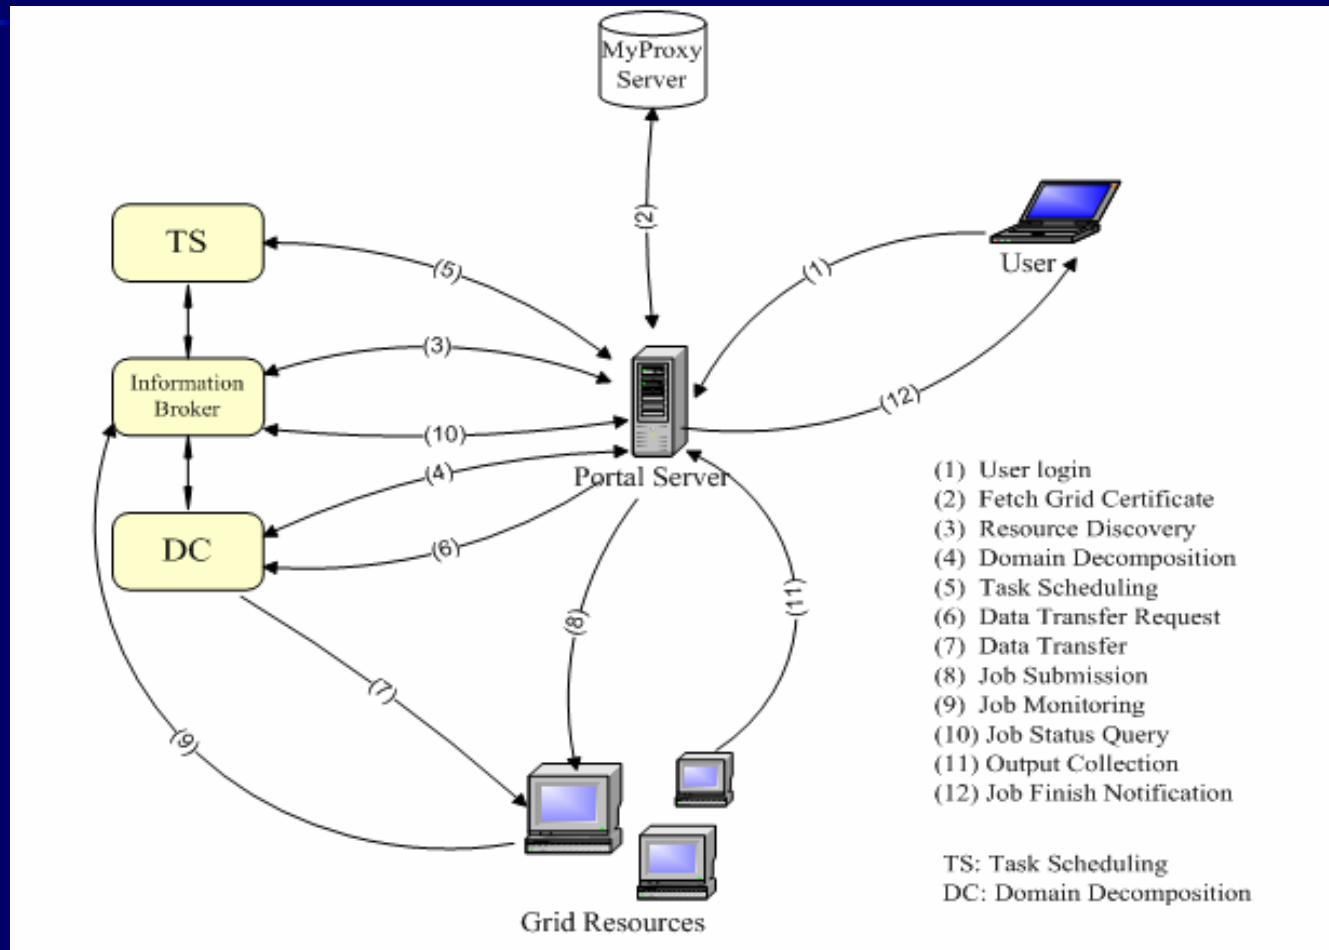 MyProxy
Server
(2)
TS
(5)
(1)
User
(3)
Information
Broker
(12)
(10)
(4)
Portal Server
DC
(6)
(11)
(8)
(7)
(9)
Grid Resources
(1) User login
(2) Fetch Grid Certificate
(3) Resource Discovery
(4) Domain Decomposition
(5) Task Scheduling
(6) Data Transfer Request
(7) Data Transfer
(8) Job Submission
(9) Job Monitoring
(10) Job Status Query
(11) Output Collection
(12) Job Finish Notification
TS: Task Scheduling
DC: Domain Decomposition